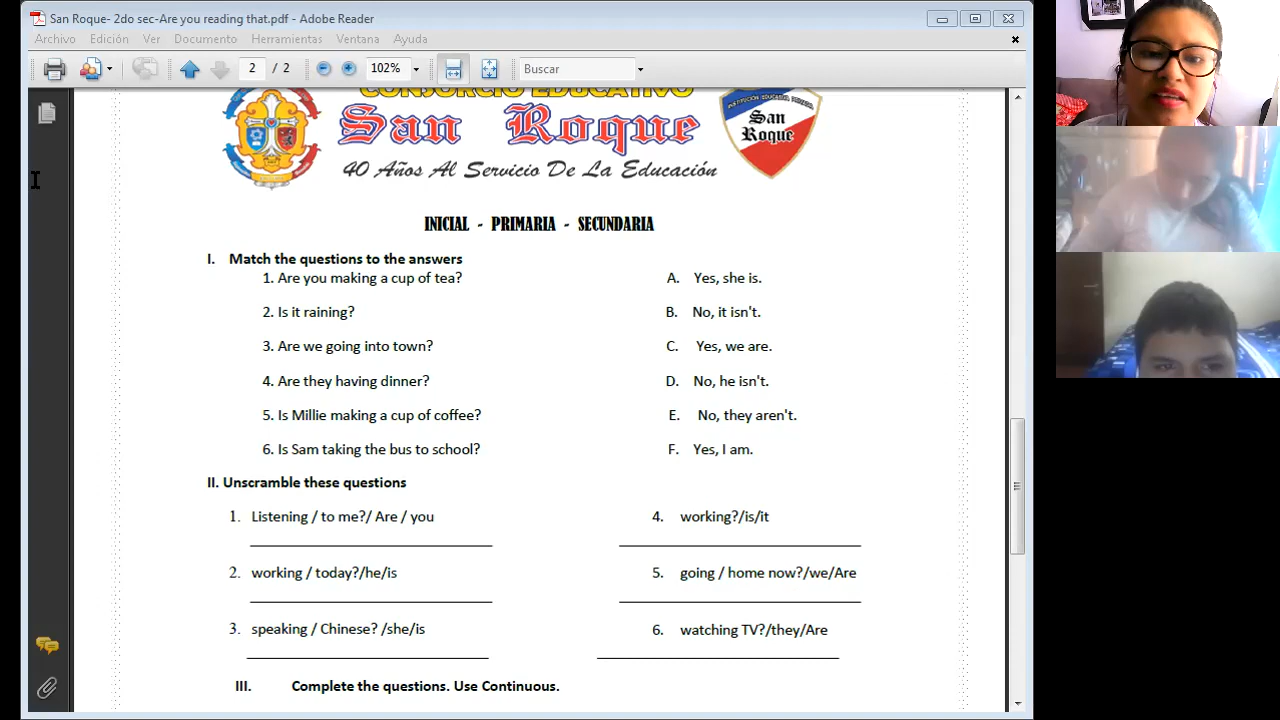 San Roque- 2do sec-Are you reading that.pdf - Adobe Reader
Archivo Edición Ver Documento Herramientas Ventana Ayuda
2 / 2 102% Buscar
CONSORCIO EDUCATIVO
San Roque
40 Años Al Servicio De La Educación
San
Roque
INICIAL - PRIMARIA - SECUNDARIA
I. Match the questions to the answers
1. Are you making a cup of tea? A. Yes, she is.
2. Is it raining? B. No, it isn't.
3. Are we going into town? C. Yes, we are.
4. Are they having dinner? D. No, he isn't.
5. Is Millie making a cup of coffee? E. No, they aren't.
6. Is Sam taking the bus to school? F. Yes, I am.
II. Unscramble these questions
1. Listening / to me?/ Are / you 4. working?/is/it
2. working / today?/he/is 5. going / home now?/we/Are
3. speaking / Chinese? /she/is 6. watching TV?/they/Are
III. Complete the questions. Use Continuous.